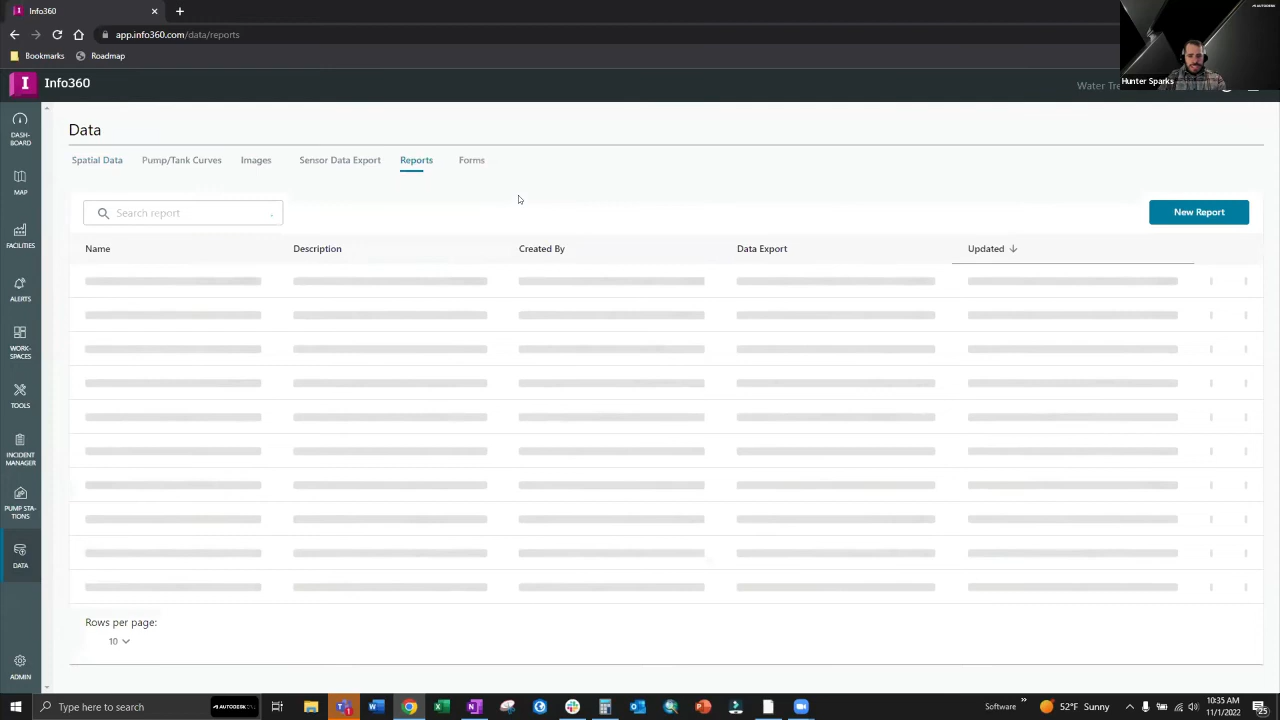 Info360
app.info360.com/data/reports
Bookmarks
Roadmap
AUTODESK
Hunter Sparks
Info360
Water Tre
DASH-
BOARD
MAP
FACILITIES
ALERTS
WORK-
SPACES
TOOLS
INCIDENT
MANAGER
PUMP STA-
TIONS
DATA
ADMIN
Data
Spatial Data
Pump/Tank Curves
Images
Sensor Data Export
Reports
Forms
Search report
New Report
Name
Description
Created By
Data Export
Updated
Rows per page:
10
Type here to search
AUTODESK
Software
52°F Sunny
10:35 AM
11/1/2022
25